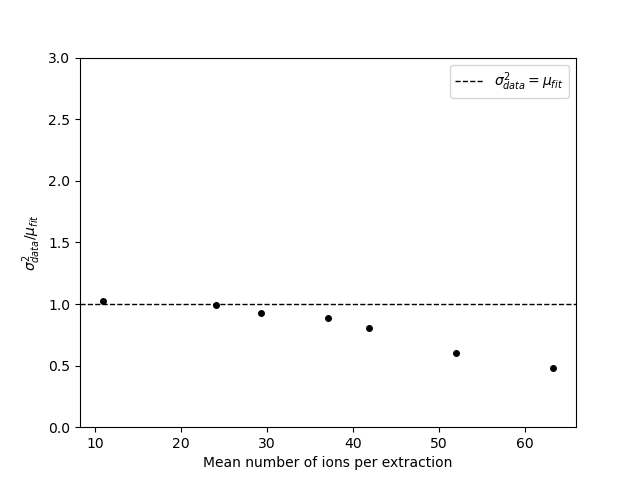 3.0
2.5
2.0
1.5
1.0
0.5
0.0
σ²_data/μ_fit
σ²_data = μ_fit
10 20 30 40 50 60
Mean number of ions per extraction